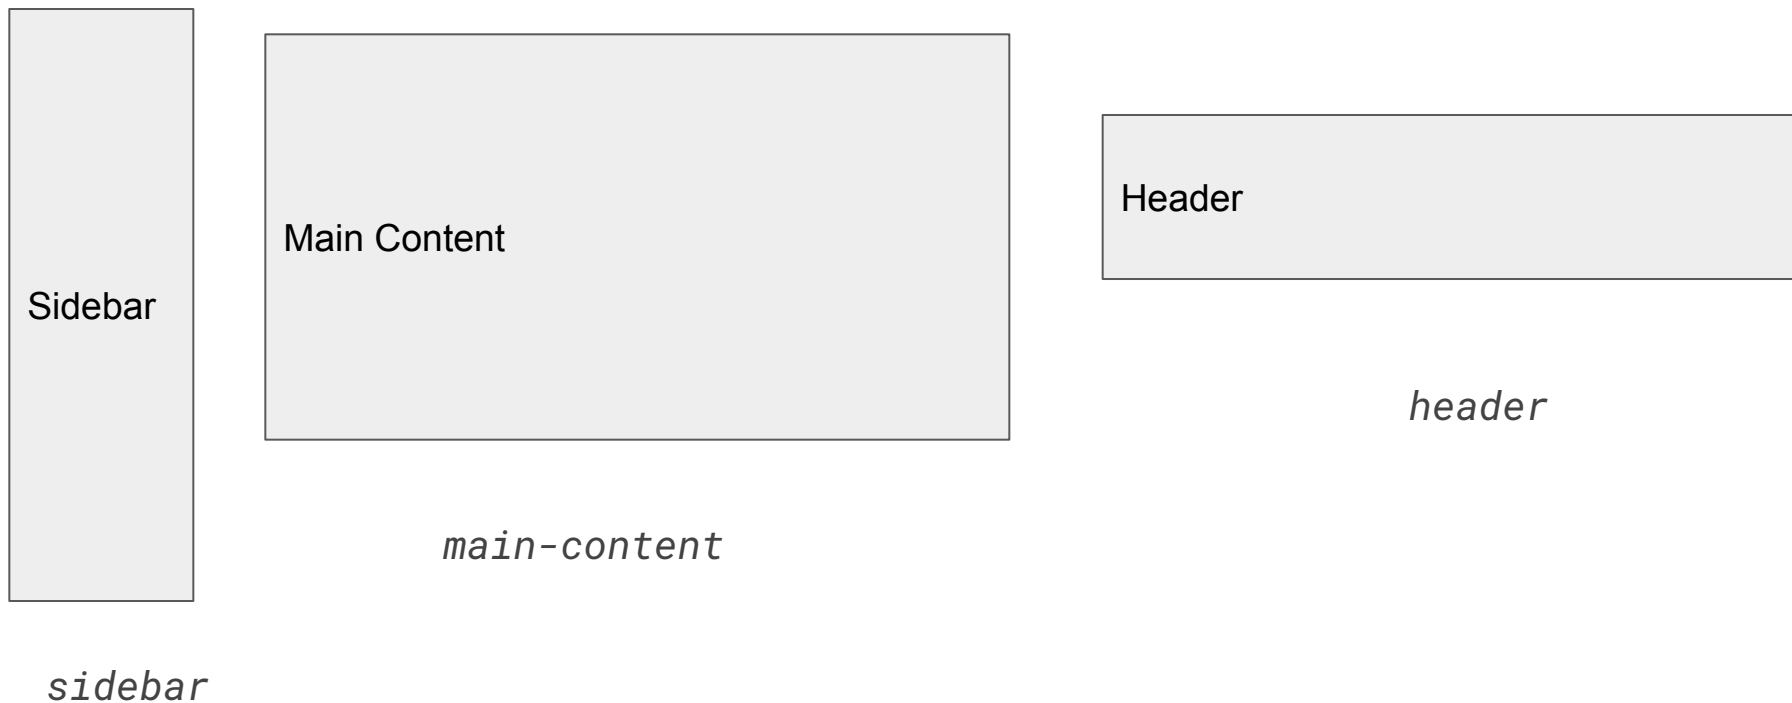 Sidebar
sidebar
Main Content
main-content
Header
header